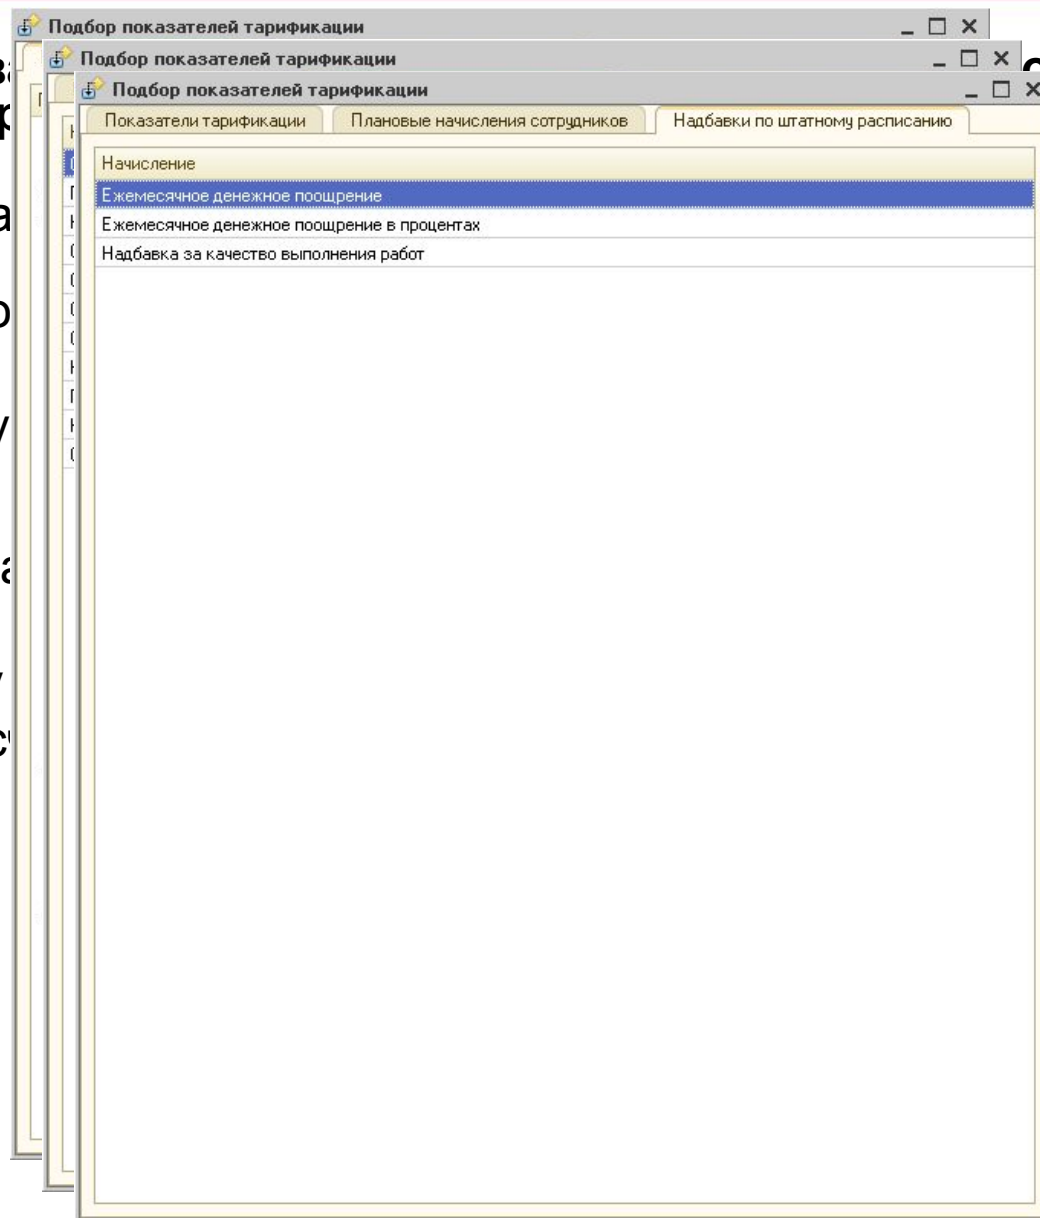 Подбор показателей тарификации
Подбор показателей тарификации
Подбор показателей тарификации
Показатели тарификации Плановые начисления сотрудников Надбавки по штатному расписанию
Начисление
Ежемесячное денежное поощрение
Ежемесячное денежное поощрение в процентах
Надбавка за качество выполнения работ